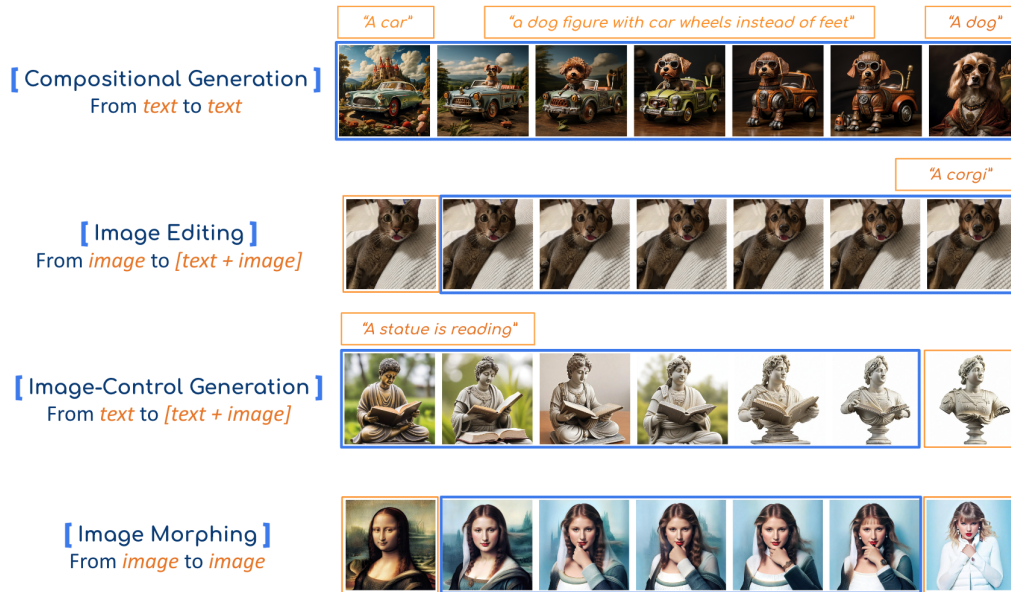 “A car”
“a dog figure with car wheels instead of feet”
“A dog”
[ Compositional Generation ]
From text to text
“A corgi”
[ Image Editing ]
From image to [text + image]
“A statue is reading”
[ Image-Control Generation ]
From text to [text + image]
[ Image Morphing ]
From image to image